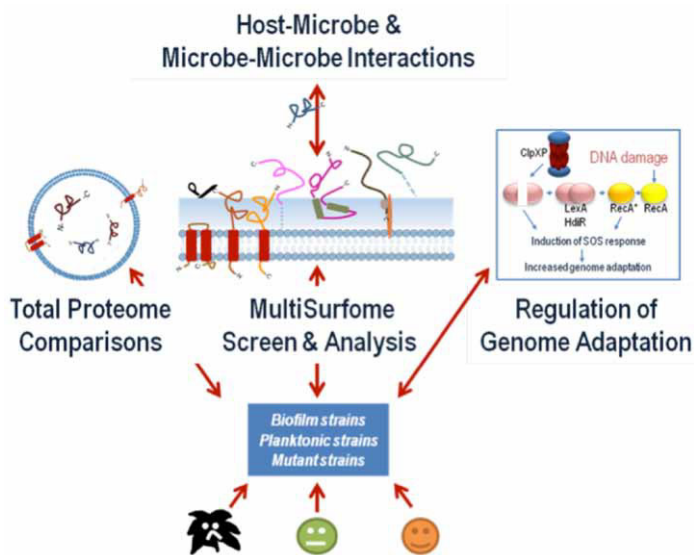 Host-Microbe &
Microbe-Microbe Interactions
ClpXP
DNA damage
LexA
HdiR
RecA*
RecA
Induction of SOS response
Increased genome adaptation
Total Proteome
Comparisons
MultiSurfome
Screen & Analysis
Regulation of
Genome Adaptation
Biofilm strains
Planktonic strains
Mutant strains